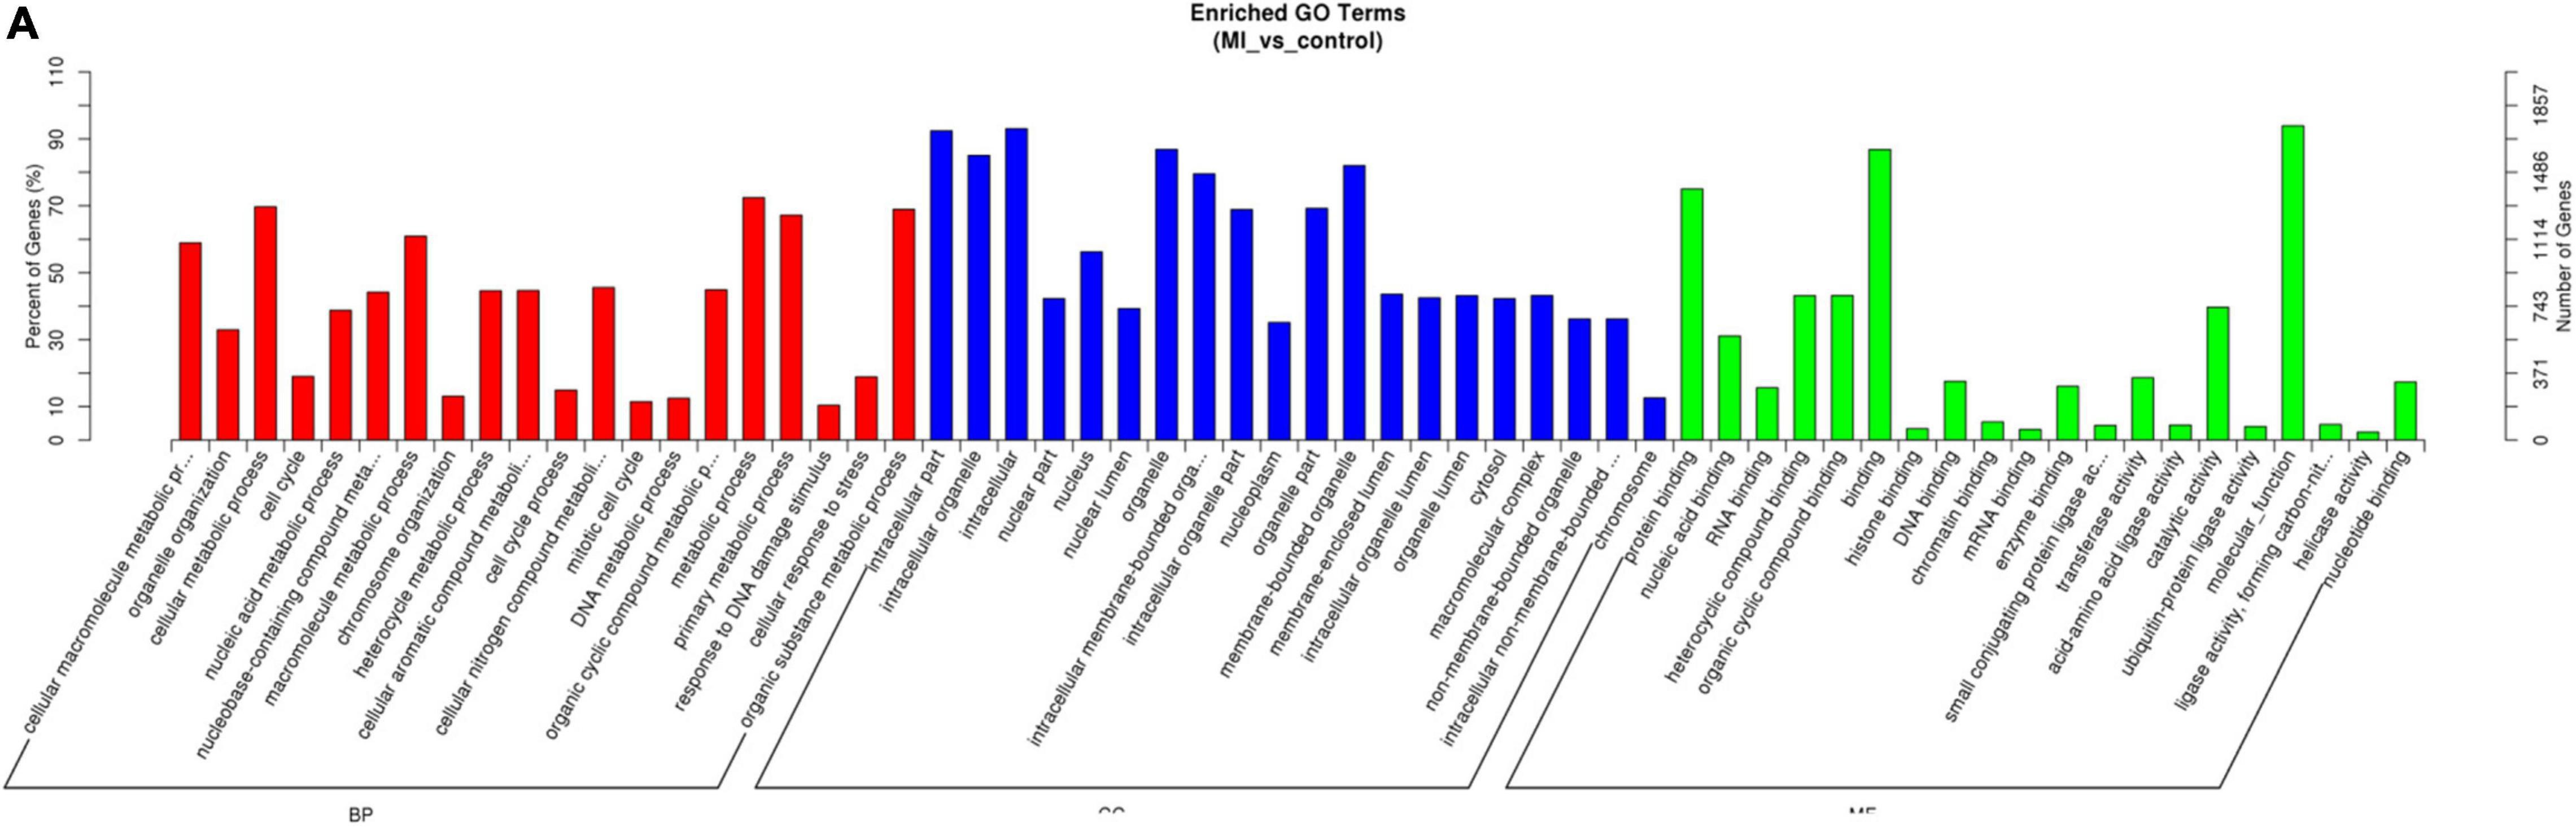 A
Enriched GO Terms
(MI_vs_control)
Percent of Genes (%)
110
90
70
50
30
10
0
1857
1486
1114
743
371
0
Number of Genes
cellular macromolecule metabolic pr...
organelle organization
cellular metabolic process
cell cycle
nucleic acid metabolic process
nucleobase-containing compound meta...
macromolecule metabolic process
chromosome organization
heterocycle metabolic process
cellular aromatic compound metaboli...
cell cycle process
cellular nitrogen compound metaboli...
mitotic cell cycle
DNA metabolic process
organic cyclic compound metabolic p...
metabolic process
primary metabolic process
response to DNA damage stimulus
cellular response to stress
organic substance metabolic process
intracellular part
intracellular organelle
intracellular
nuclear part
nucleus
nuclear lumen
organelle
intracellular membrane-bounded orga...
intracellular organelle part
nucleoplasm
organelle part
membrane-bounded organelle
membrane-enclosed lumen
intracellular organelle lumen
organelle lumen
cytosol
macromolecular complex
non-membrane-bounded organelle
intracellular non-membrane-bounded ...
chromosome
protein binding
nucleic acid binding
RNA binding
heterocyclic compound binding
organic cyclic compound binding
binding
histone binding
DNA binding
chromatin binding
mRNA binding
enzyme binding
small conjugating protein ligase ac...
transferase activity
acid-amino acid ligase activity
catalytic activity
ubiquitin-protein ligase activity
molecular_function
ligase activity, forming carbon-nit...
helicase activity
nucleotide binding
BP